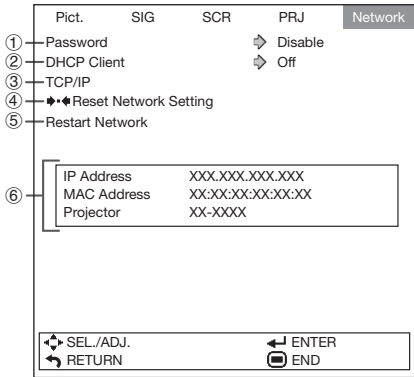 Pict. SIG SCR PRJ Network
① Password Disable
② DHCP Client Off
③ TCP/IP
④ Reset Network Setting
⑤ Restart Network
⑥
IP Address XXX.XXX.XXX.XXX
MAC Address XX:XX:XX:XX:XX:XX
Projector XX-XXXX
SEL./ADJ. ENTER
RETURN END